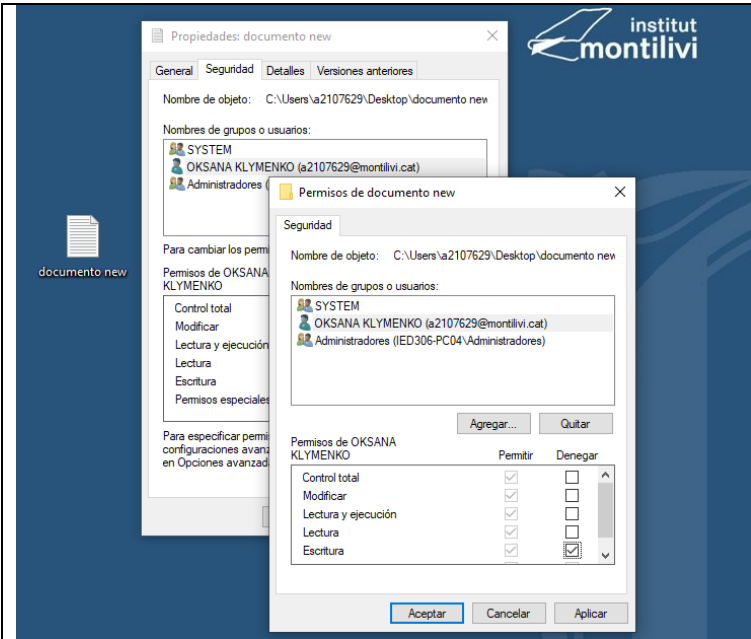 institut
montilivi
Propiedades: documento new
General Seguridad Detalles Versiones anteriores
Nombre de objeto: C:\Users\a2107629\Desktop\documento new
Nombres de grupos o usuarios:
SYSTEM
OKSANA KLYMENKO (a2107629@montilivi.cat)
Administradores (
Para cambiar los permi
Permisos de OKSANA
KLYMENKO
Control total
Modificar
Lectura y ejecución
Lectura
Escritura
Permisos especiales
Para especificar permi
configuraciones avanz
en Opciones avanzad
documento new
Permisos de documento new
Seguridad
Nombre de objeto: C:\Users\a2107629\Desktop\documento new
Nombres de grupos o usuarios:
SYSTEM
OKSANA KLYMENKO (a2107629@montilivi.cat)
Administradores (IED306-PC04\Administradores)
Agregar... Quitar
Permisos de OKSANA
KLYMENKO Permitir Denegar
Control total
Modificar
Lectura y ejecución
Lectura
Escritura
Aceptar Cancelar Aplicar